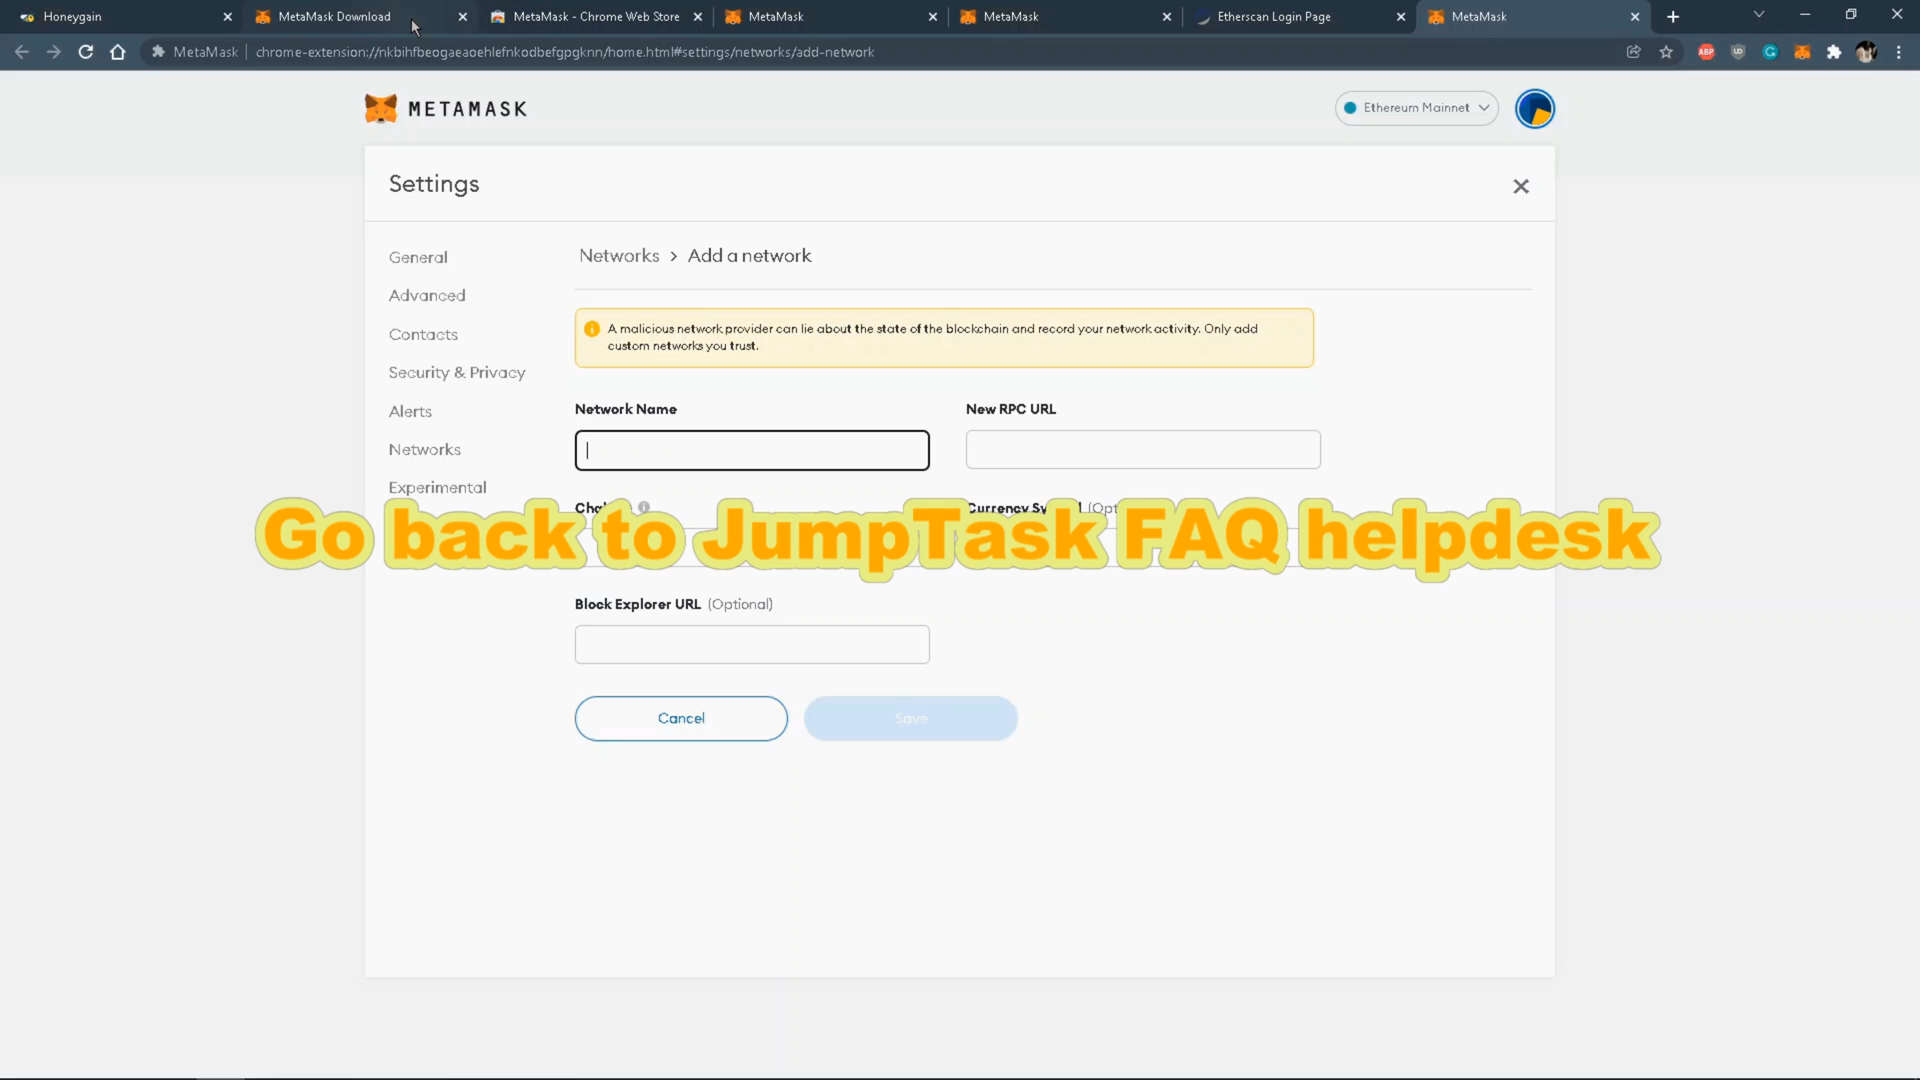 Honeygain
MetaMask Download
MetaMask - Chrome Web Store
MetaMask
MetaMask
Etherscan Login Page
MetaMask
MetaMask
chrome-extension://nkbihfbeogaeaoehlefnkodbefgpgknn/home.html#settings/networks/add-network
ABP
METAMASK
Ethereum Mainnet
Settings
General
Advanced
Contacts
Security & Privacy
Alerts
Networks
Experimental
Networks > Add a network
A malicious network provider can lie about the state of the blockchain and record your network activity. Only add
custom networks you trust.
Network Name
New RPC URL
Go back to JumpTask FAQ helpdesk
Block Explorer URL (Optional)
Cancel
Save